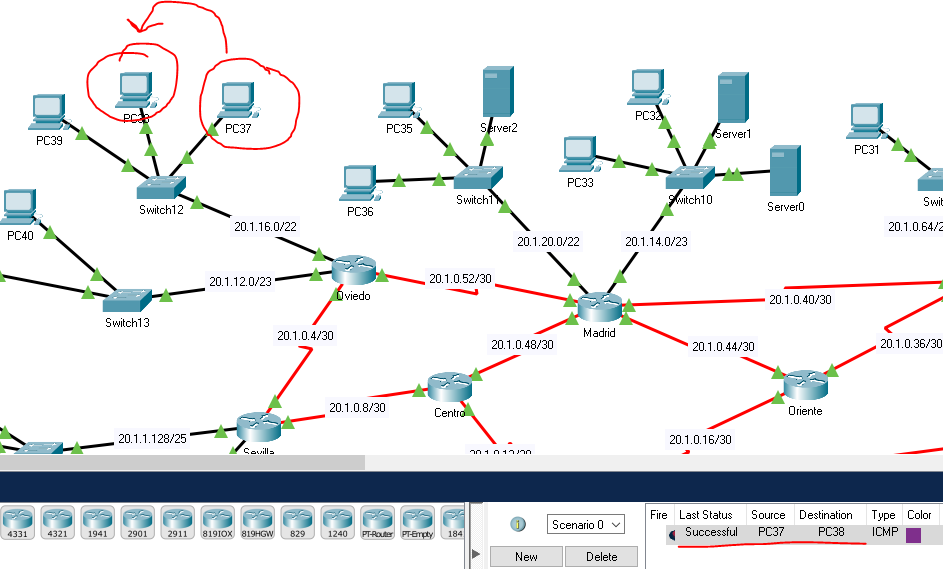 PC32
PC38
PC37
PC35
Server2
Server1
PC39
PC31
PC33
PC36
Switch12
Switch11
Switch10
Server0
PC40
20.1.16.0/22
20.1.20.0/22
20.1.14.0/23
20.1.0.64/2
20.1.12.0/23
20.1.0.52/30
Oviedo
20.1.0.40/30
Switch13
Madrid
20.1.0.4/30
20.1.0.48/30
20.1.0.44/30
20.1.0.36/30
20.1.0.8/30
Centro
Oriente
20.1.1.128/25
20.1.0.16/30
Sevilla
Fire Last Status Source Destination Type Color
Scenario 0
Successful PC37 PC38 ICMP
4331 4321 1941 2901 2911 819IOX 819HGW 829 1240 PT-Router PT-Empty 184
New Delete